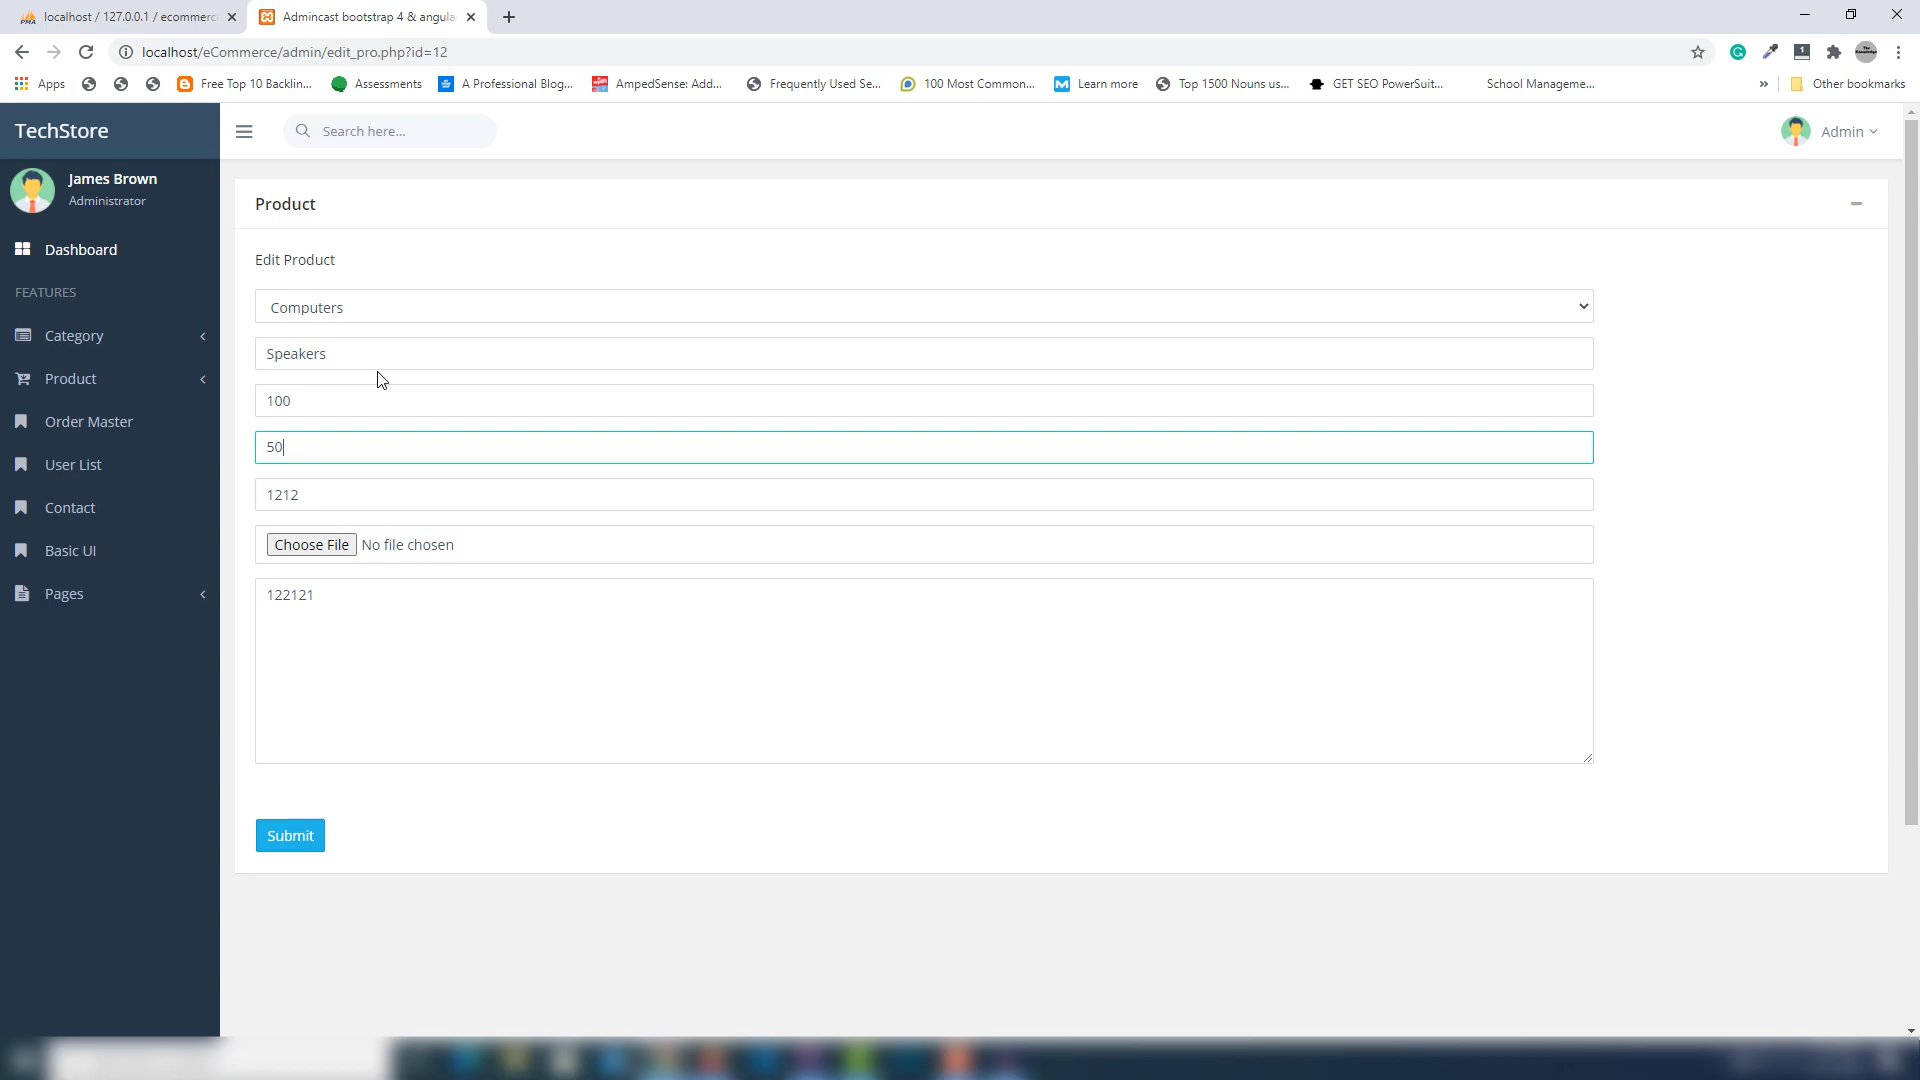 localhost / 127.0.0.1 / ecommerc
Admincast bootstrap 4 & angula
localhost/eCommerce/admin/edit_pro.php?id=12
Apps
Free Top 10 Backlin...
Assessments
A Professional Blog...
AmpedSense: Add...
Frequently Used Se...
100 Most Common...
Learn more
Top 1500 Nouns us...
GET SEO PowerSuit...
School Manageme...
»
Other bookmarks
TechStore
Search here...
Admin
James Brown
Administrator
Dashboard
FEATURES
Category
Product
Order Master
User List
Contact
Basic UI
Pages
Product
Edit Product
Computers
Speakers
100
50
1212
Choose File No file chosen
122121
Submit